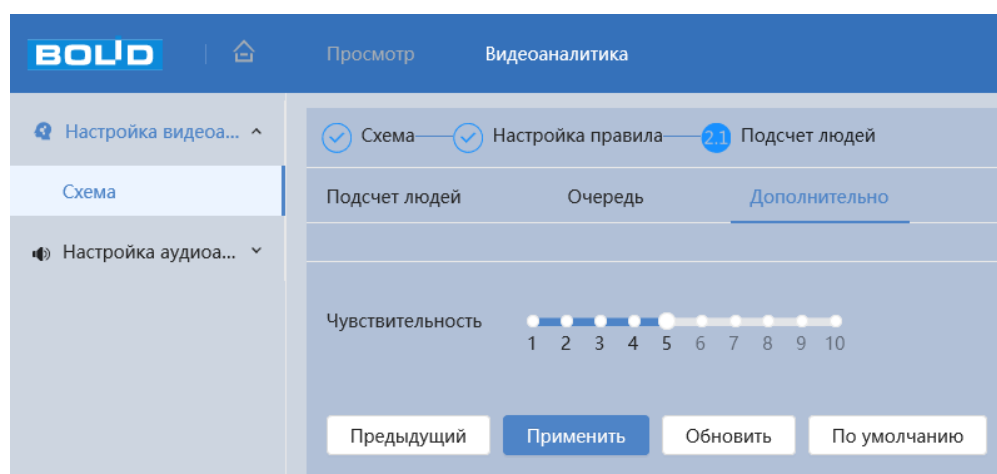 BOLID Просмотр Видеоаналитика
Настройка видеоа...
Схема
Настройка аудиоа...
Схема Настройка правила 2.1 Подсчет людей
Подсчет людей Очередь Дополнительно
Чувствительность
1 2 3 4 5 6 7 8 9 10
Предыдущий Применить Обновить По умолчанию